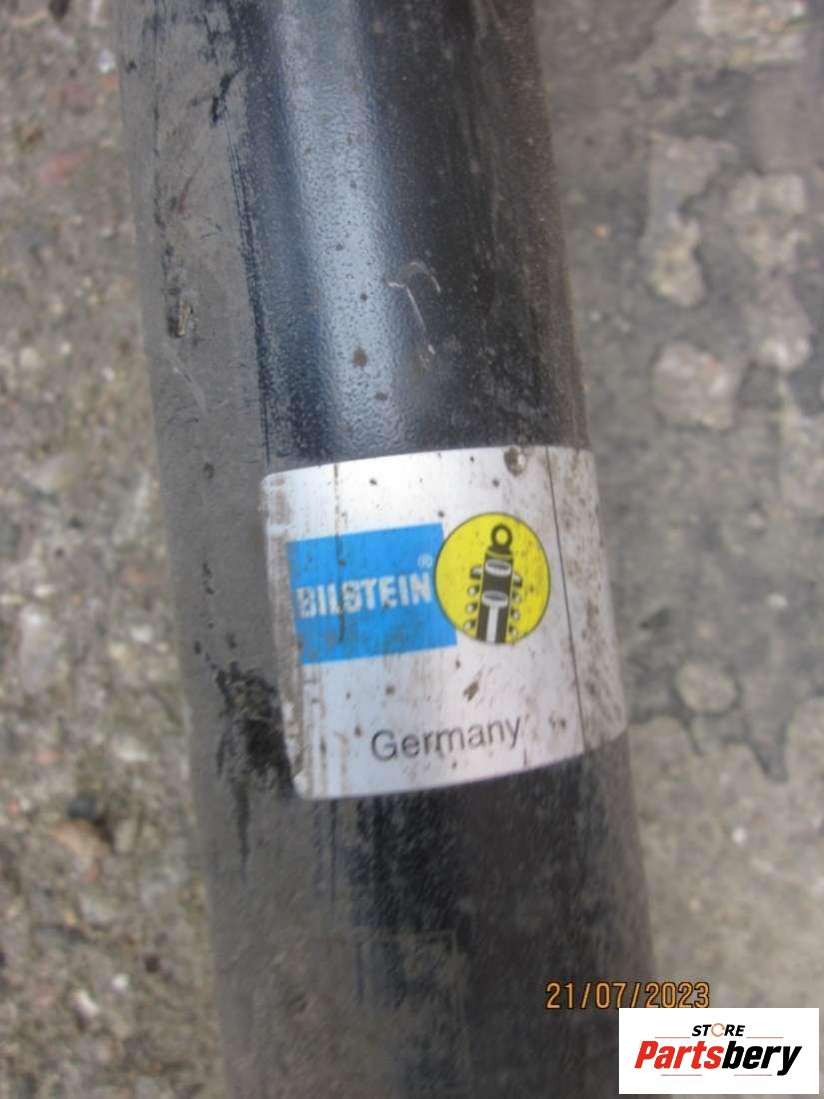 BILSTEIN®
Germany
21/07/2023
STORE
Partsbery